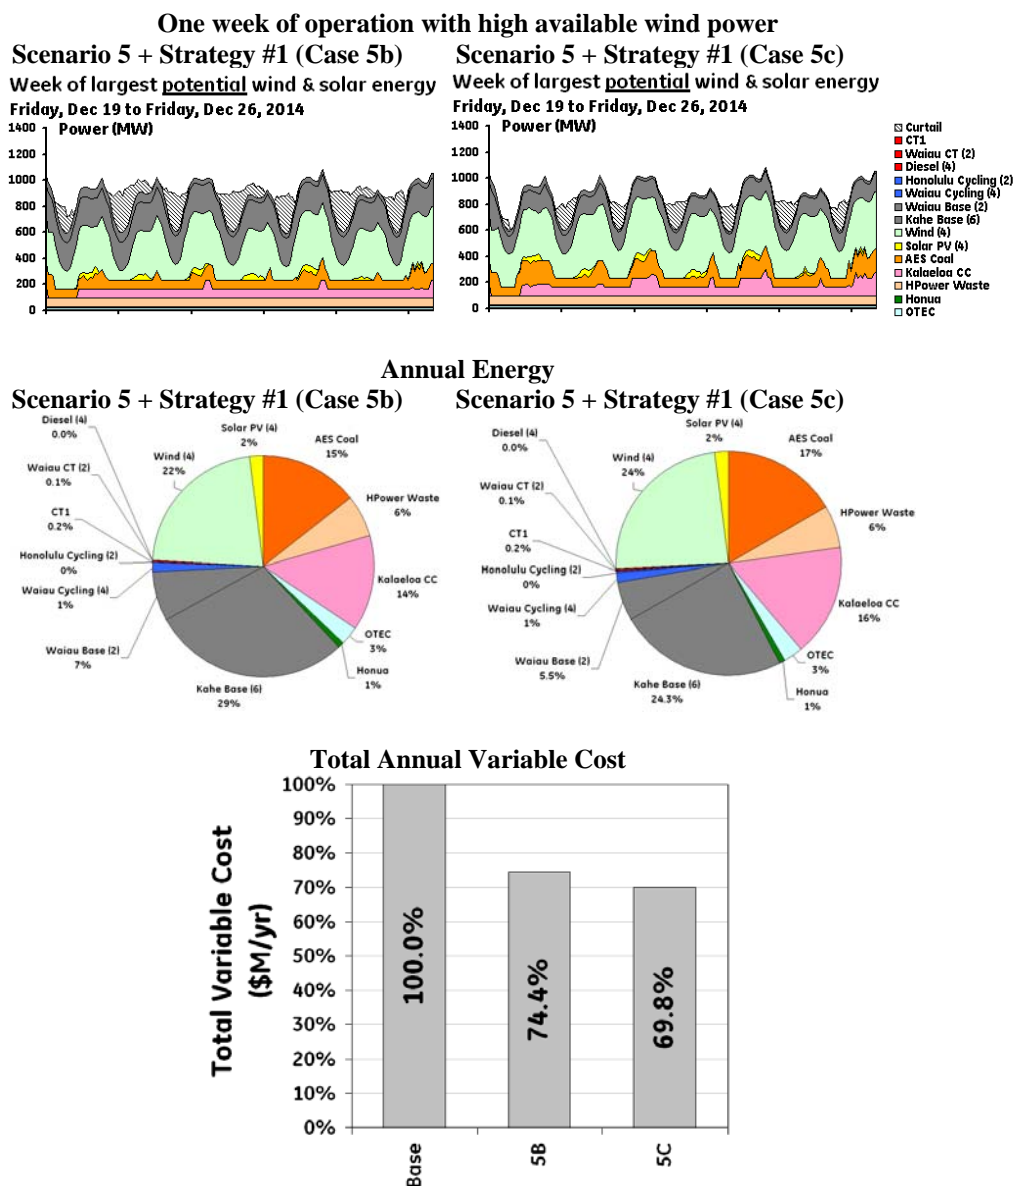 One week of operation with high available wind power
Scenario 5 + Strategy #1 (Case 5b)
Scenario 5 + Strategy #1 (Case 5c)
Week of largest potential wind & solar energy
Friday, Dec 19 to Friday, Dec 26, 2014
Power (MW)
1400
1200
1000
800
600
400
200
0
Week of largest potential wind & solar energy
Friday, Dec 19 to Friday, Dec 26, 2014
Power (MW)
1400
1200
1000
800
600
400
200
0
Curtail
CT1
Waiau CT (2)
Diesel (4)
Honolulu Cycling (2)
Waiau Cycling (4)
Waiau Base (2)
Kahe Base (6)
Wind (4)
Solar PV (4)
AES Coal
Kalaeloa CC
HPower Waste
Honua
OTEC
Annual Energy
Scenario 5 + Strategy #1 (Case 5b)
Scenario 5 + Strategy #1 (Case 5c)
Diesel (4)
0.0%
Waiau CT (2)
0.1%
CT1
0.2%
Honolulu Cycling (2)
0%
Waiau Cycling (4)
1%
Waiau Base (2)
7%
Kahe Base (6)
29%
Wind (4)
22%
Solar PV (4)
2%
AES Coal
15%
HPower Waste
6%
Kalaeloa CC
14%
OTEC
3%
Honua
1%
Diesel (4)
0.0%
Waiau CT (2)
0.1%
CT1
0.2%
Honolulu Cycling (2)
0%
Waiau Cycling (4)
1%
Waiau Base (2)
5.5%
Kahe Base (6)
24.3%
Wind (4)
24%
Solar PV (4)
2%
AES Coal
17%
HPower Waste
6%
Kalaeloa CC
16%
OTEC
3%
Honua
1%
Total Annual Variable Cost
Total Variable Cost
($M/yr)
100%
90%
80%
70%
60%
50%
40%
30%
20%
10%
0%
100.0%
74.4%
69.8%
Base
5B
5C